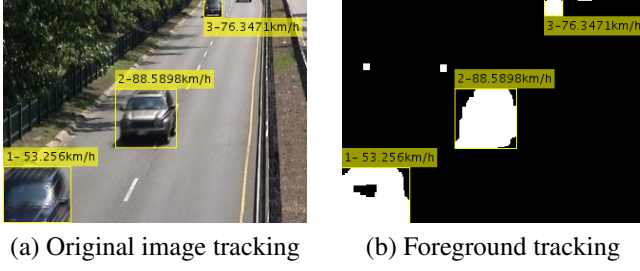 3-76.3471km/h
2-88.5898km/h
1- 53.256km/h
3-76.3471km/h
2-88.5898km/h
1- 53.256km/h
(a) Original image tracking
(b) Foreground tracking